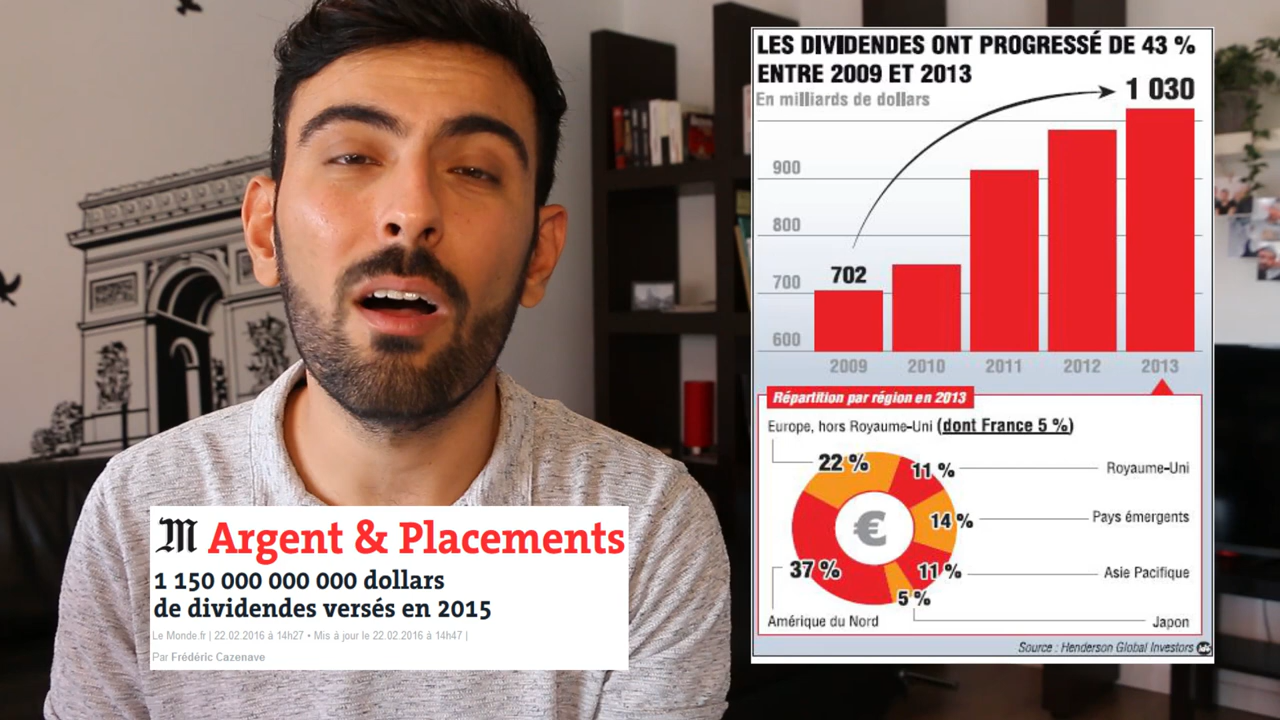 LES DIVIDENDES ONT PROGRESSÉ DE 43 %
ENTRE 2009 ET 2013
En milliards de dollars
1 030
900
800
702
700
600
2009 2010 2011 2012 2013
Répartition par région en 2013
Europe, hors Royaume-Uni (dont France 5 %)
22 %
11 %
Royaume-Uni
14 %
Pays émergents
€
37 %
11 %
Asie Pacifique
5 %
Amérique du Nord
Japon
Source : Henderson Global Investors
M Argent & Placements
1 150 000 000 000 dollars
de dividendes versés en 2015
Le Monde.fr | 22.02.2016 à 14h27 • Mis à jour le 22.02.2016 à 14h47 |
Par Frédéric Cazenave